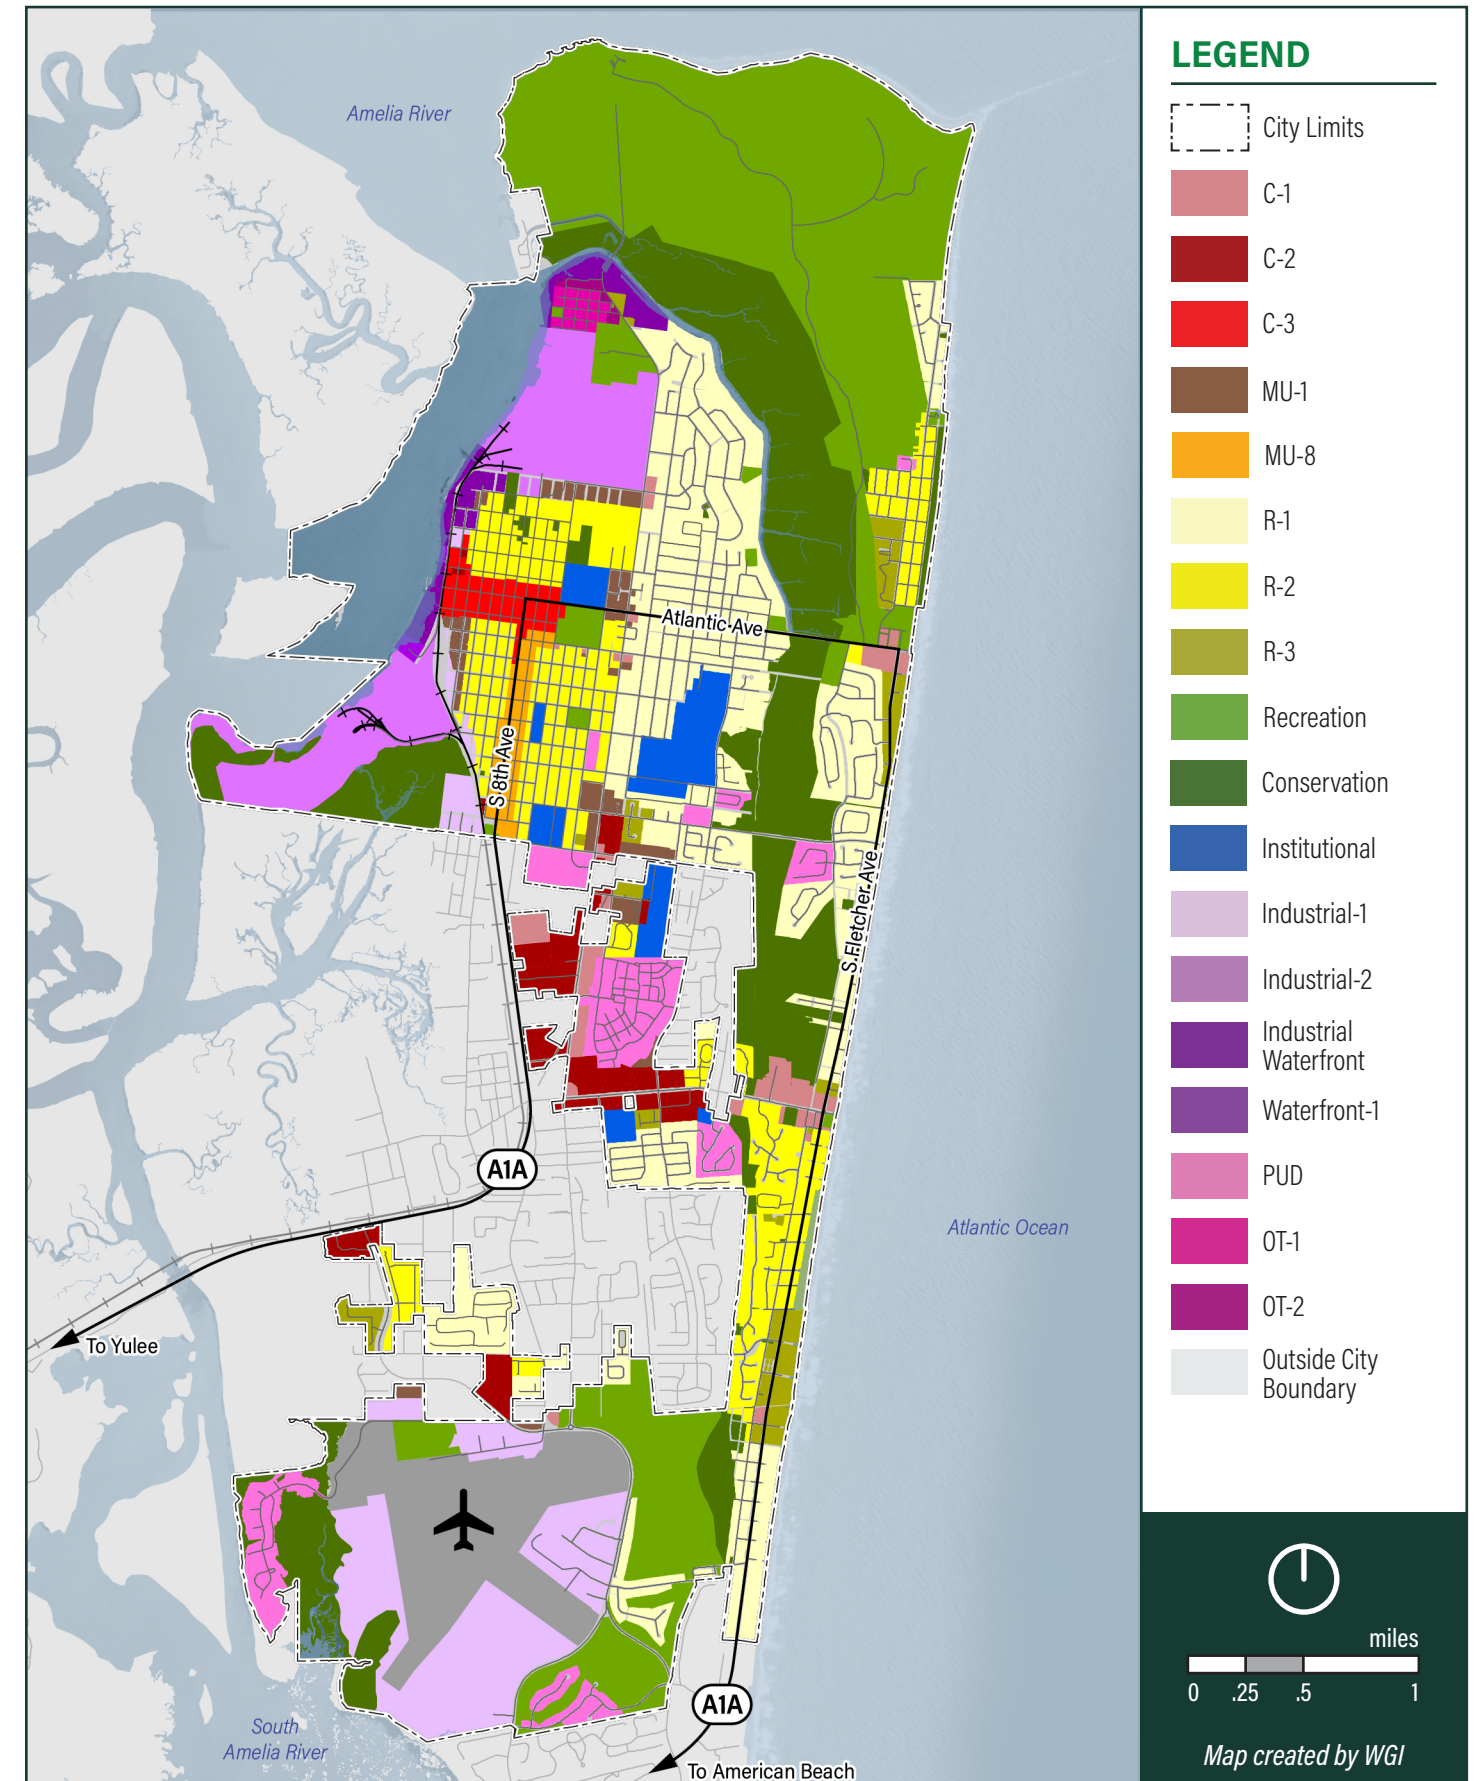 Amelia River
Atlantic Ave
S 8th Ave
S Fletcher Ave
A1A
Atlantic Ocean
To Yulee
A1A
South
Amelia River
To American Beach
LEGEND
City Limits
C-1
C-2
C-3
MU-1
MU-8
R-1
R-2
R-3
Recreation
Conservation
Institutional
Industrial-1
Industrial-2
Industrial
Waterfront
Waterfront-1
PUD
OT-1
OT-2
Outside City
Boundary
miles
0 .25 .5 1
Map created by WGI